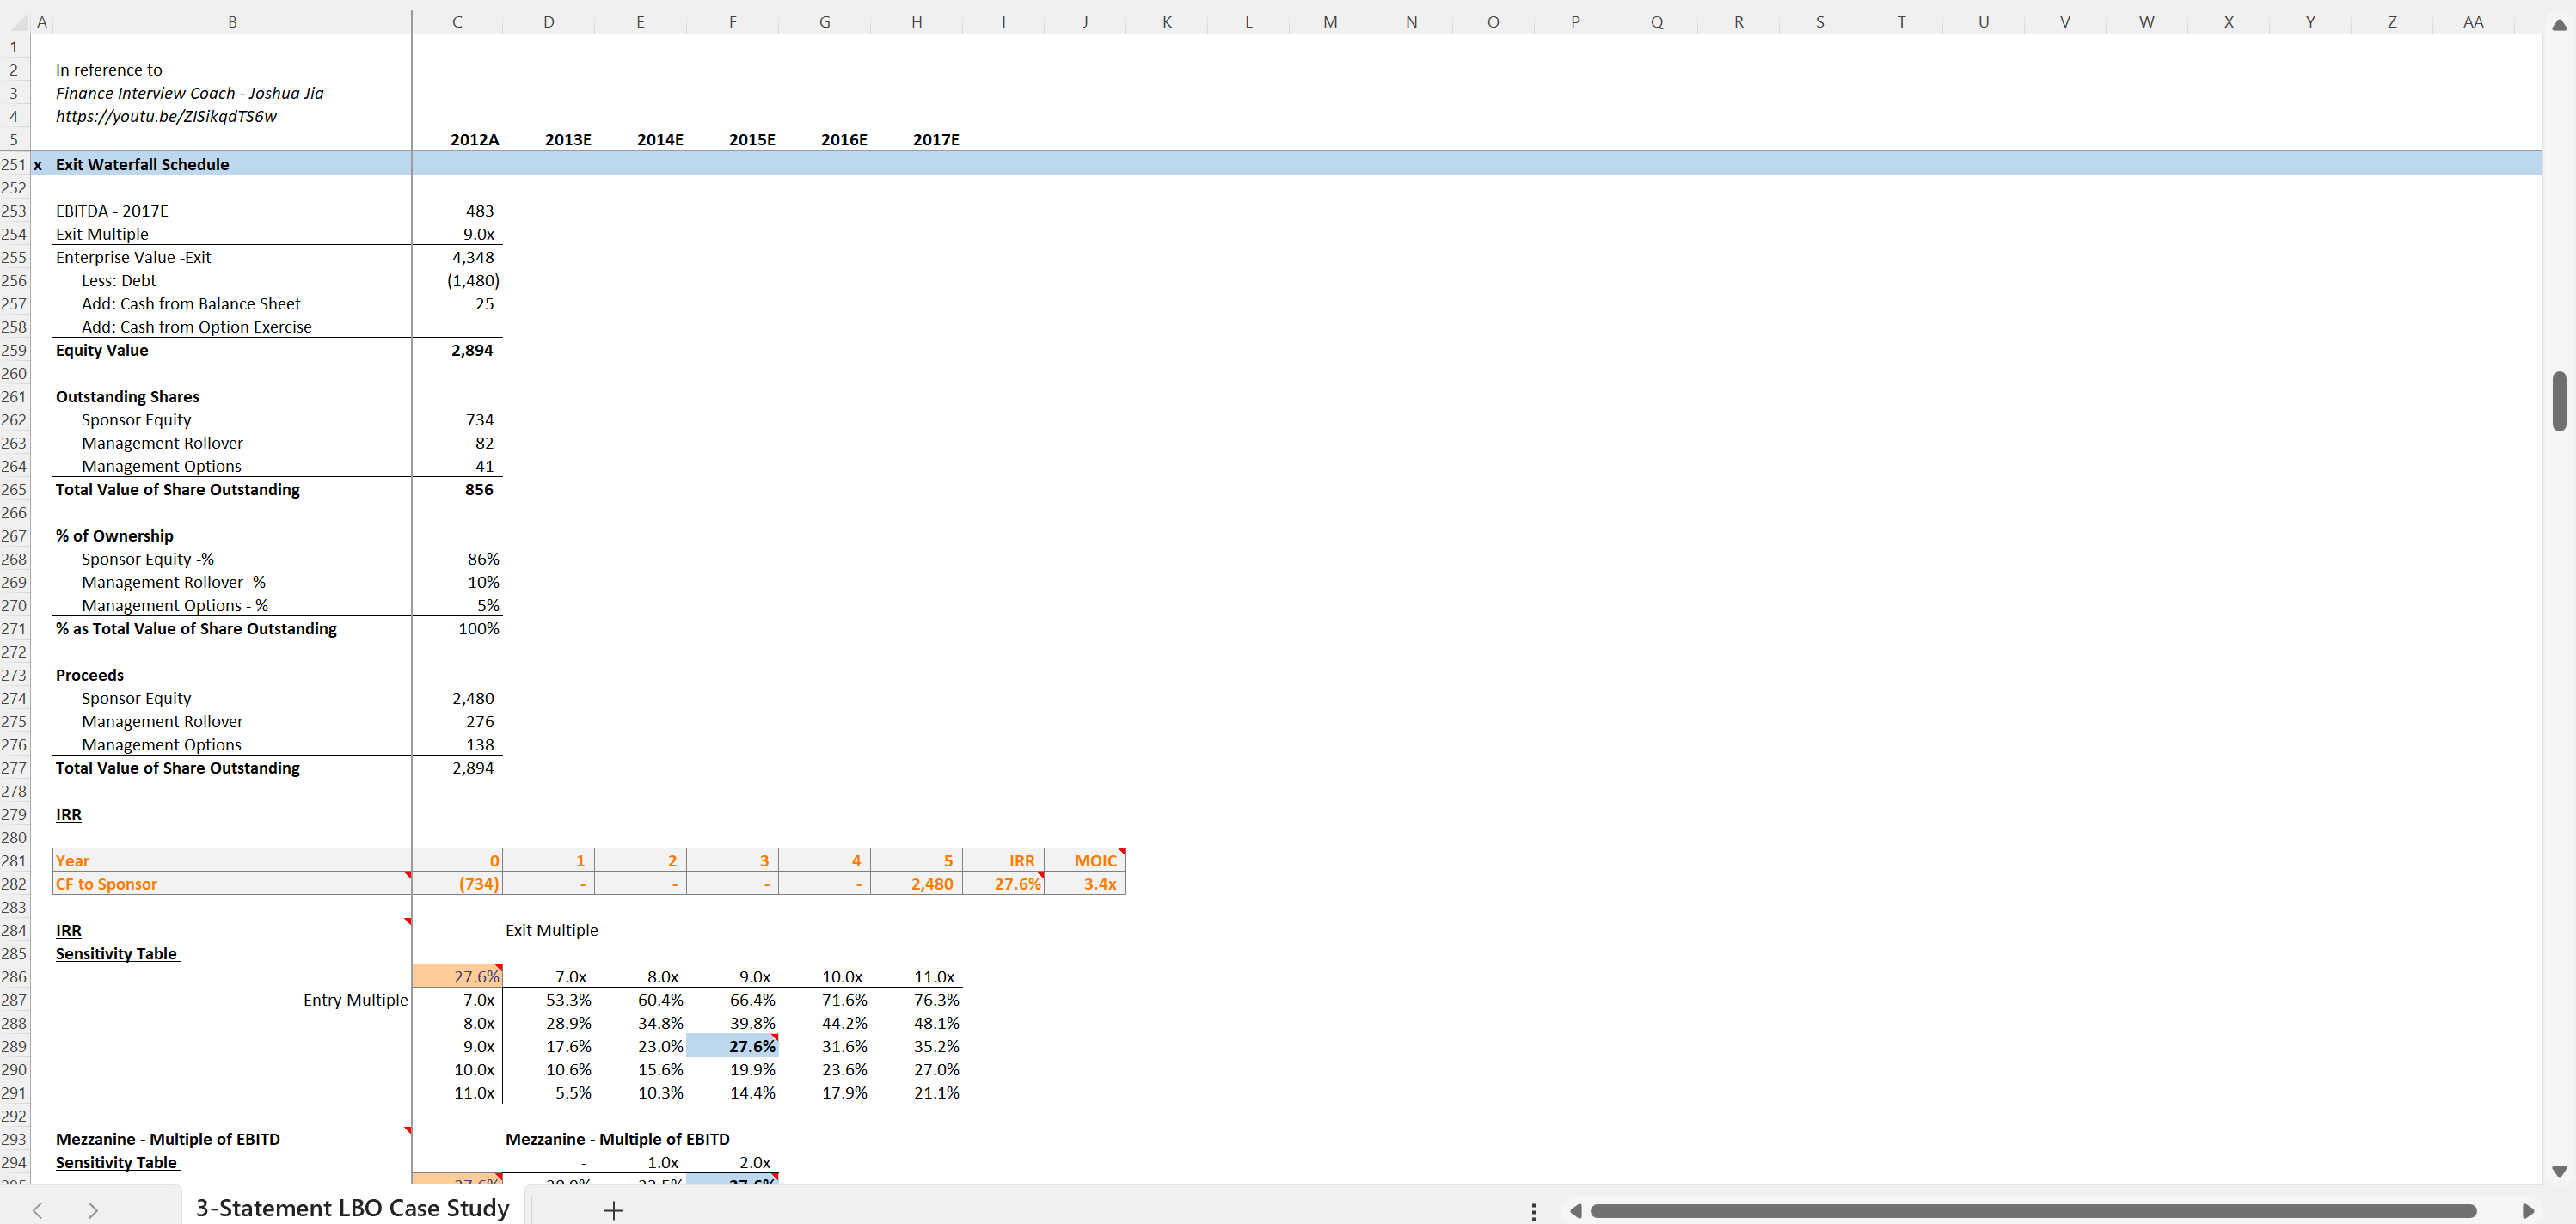 A B C D E F G H I J K L M N O P Q R S T U V W X Y Z AA
1
2 In reference to
3 Finance Interview Coach - Joshua Jia
4 https://youtu.be/ZISikqdTS6w
5 2012A 2013E 2014E 2015E 2016E 2017E
251 x Exit Waterfall Schedule
252
253 EBITDA - 2017E 483
254 Exit Multiple 9.0x
255 Enterprise Value -Exit 4,348
256 Less: Debt (1,480)
257 Add: Cash from Balance Sheet 25
258 Add: Cash from Option Exercise
259 Equity Value 2,894
260
261 Outstanding Shares
262 Sponsor Equity 734
263 Management Rollover 82
264 Management Options 41
265 Total Value of Share Outstanding 856
266
267 % of Ownership
268 Sponsor Equity -% 86%
269 Management Rollover -% 10%
270 Management Options - % 5%
271 % as Total Value of Share Outstanding 100%
272
273 Proceeds
274 Sponsor Equity 2,480
275 Management Rollover 276
276 Management Options 138
277 Total Value of Share Outstanding 2,894
278
279 IRR
280
281 Year 0 1 2 3 4 5 IRR MOIC
282 CF to Sponsor (734) - - - - 2,480 27.6% 3.4x
283
284 IRR Exit Multiple
285 Sensitivity Table
286 27.6% 7.0x 8.0x 9.0x 10.0x 11.0x
287 Entry Multiple 7.0x 53.3% 60.4% 66.4% 71.6% 76.3%
288 8.0x 28.9% 34.8% 39.8% 44.2% 48.1%
289 9.0x 17.6% 23.0% 27.6% 31.6% 35.2%
290 10.0x 10.6% 15.6% 19.9% 23.6% 27.0%
291 11.0x 5.5% 10.3% 14.4% 17.9% 21.1%
292
293 Mezzanine - Multiple of EBITD Mezzanine - Multiple of EBITD
294 Sensitivity Table - 1.0x 2.0x
3-Statement LBO Case Study